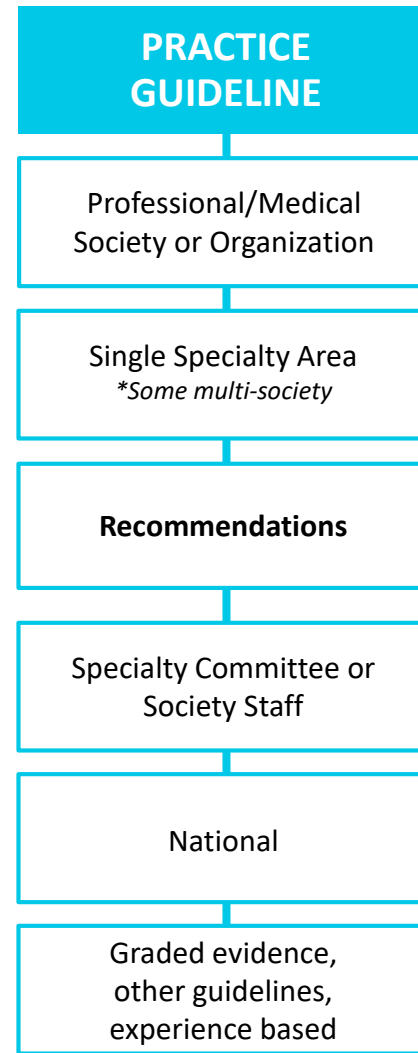 PRACTICE
GUIDELINE
Professional/Medical
Society or Organization
Single Specialty Area
*Some multi-society
Recommendations
Specialty Committee or
Society Staff
National
Graded evidence,
other guidelines,
experience based